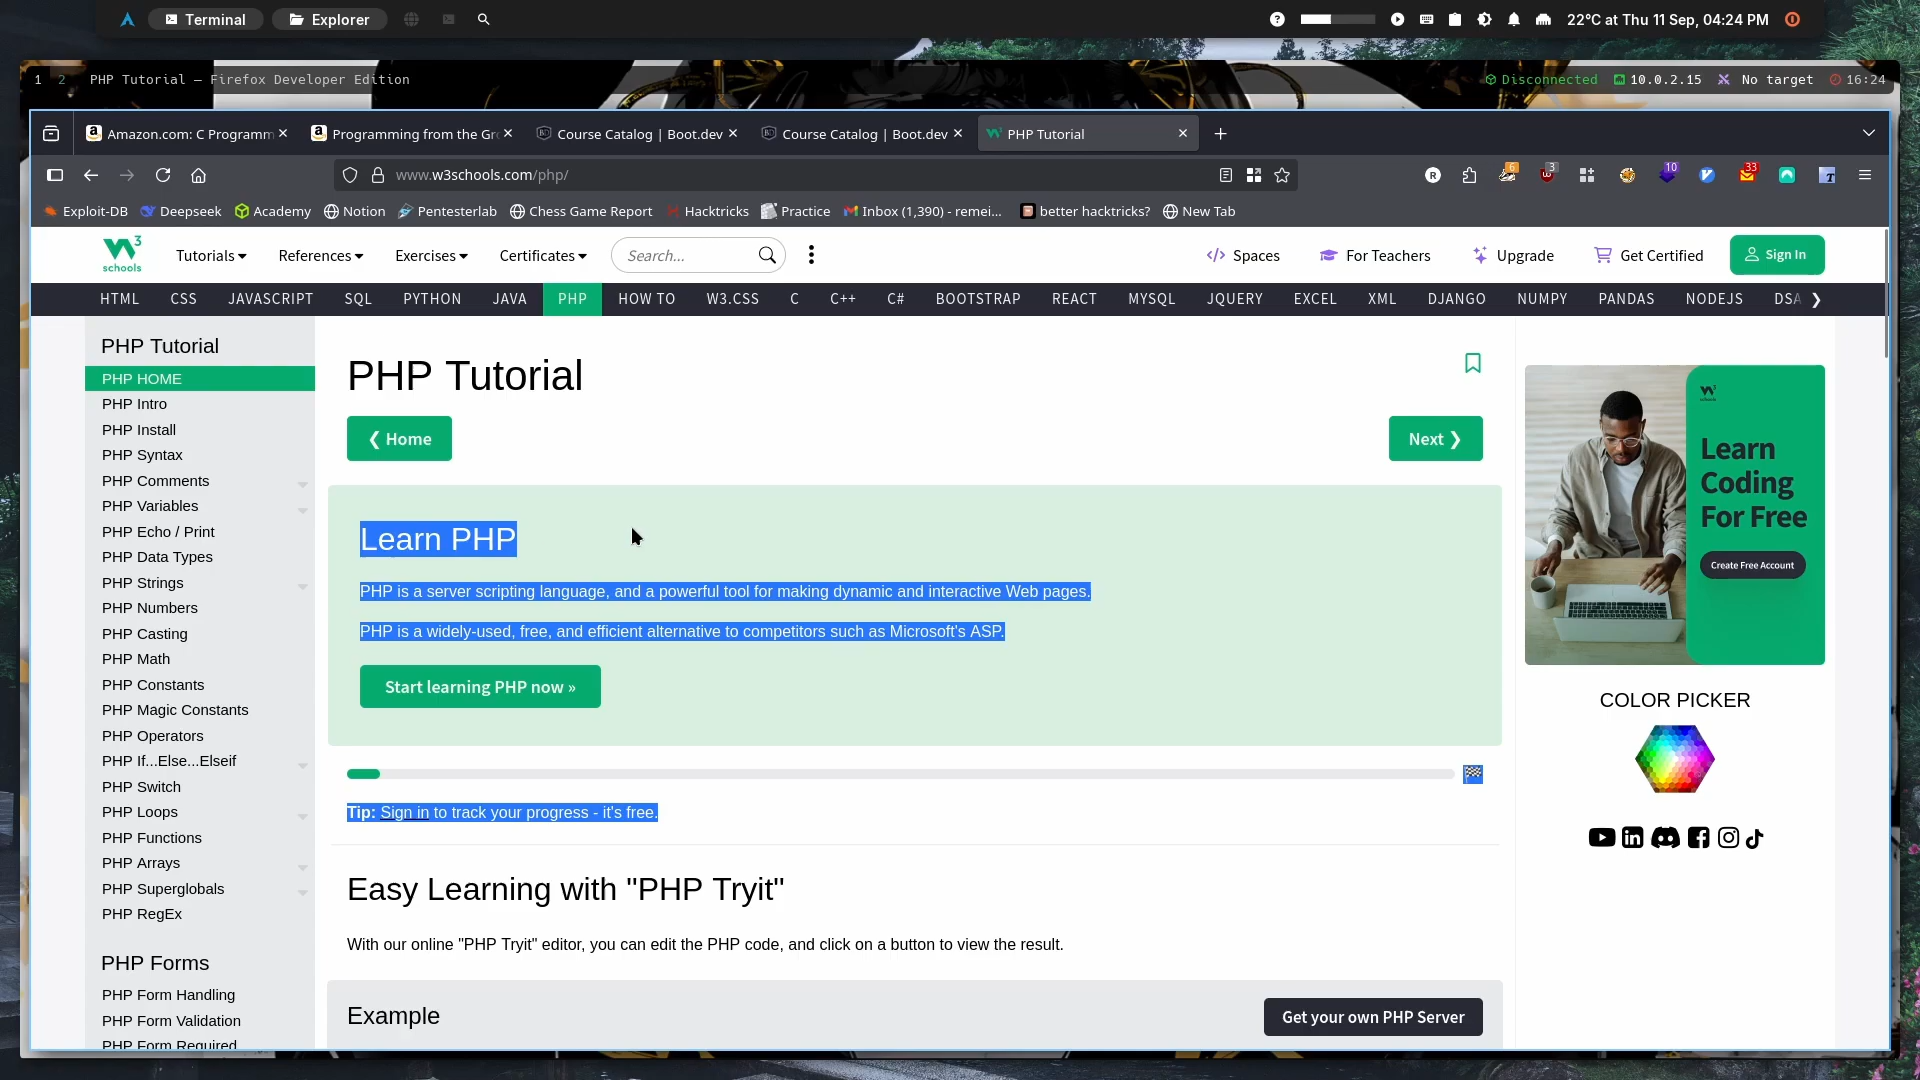 Terminal
Explorer
22°C at Thu 11 Sep, 04:24 PM
1 2 PHP Tutorial — Firefox Developer Edition
Disconnected 10.0.2.15 No target 16:24
Amazon.com: C Programm
Programming from the Gro
Course Catalog | Boot.dev
Course Catalog | Boot.dev
PHP Tutorial
www.w3schools.com/php/
6 3 10 33
Exploit-DB Deepseek Academy Notion Pentesterlab Chess Game Report Hacktricks Practice Inbox (1,390) - remei... better hacktricks? New Tab
W3 schools
Tutorials References Exercises Certificates Search... Spaces For Teachers Upgrade Get Certified Sign In
HTML CSS JAVASCRIPT SQL PYTHON JAVA PHP HOW TO W3.CSS C C++ C# BOOTSTRAP REACT MYSQL JQUERY EXCEL XML DJANGO NUMPY PANDAS NODEJS DSA ❯
PHP Tutorial
PHP HOME
PHP Intro
PHP Install
PHP Syntax
PHP Comments
PHP Variables
PHP Echo / Print
PHP Data Types
PHP Strings
PHP Numbers
PHP Casting
PHP Math
PHP Constants
PHP Magic Constants
PHP Operators
PHP If...Else...Elseif
PHP Switch
PHP Loops
PHP Functions
PHP Arrays
PHP Superglobals
PHP RegEx
PHP Forms
PHP Form Handling
PHP Form Validation
PHP Form Required
PHP Tutorial
❮ Home
Next ❯
Learn PHP
PHP is a server scripting language, and a powerful tool for making dynamic and interactive Web pages.
PHP is a widely-used, free, and efficient alternative to competitors such as Microsoft's ASP.
Start learning PHP now »
Tip: Sign in to track your progress - it's free.
Easy Learning with "PHP Tryit"
With our online "PHP Tryit" editor, you can edit the PHP code, and click on a button to view the result.
Example
Get your own PHP Server
W3 schools
Learn
Coding
For Free
Create Free Account
COLOR PICKER